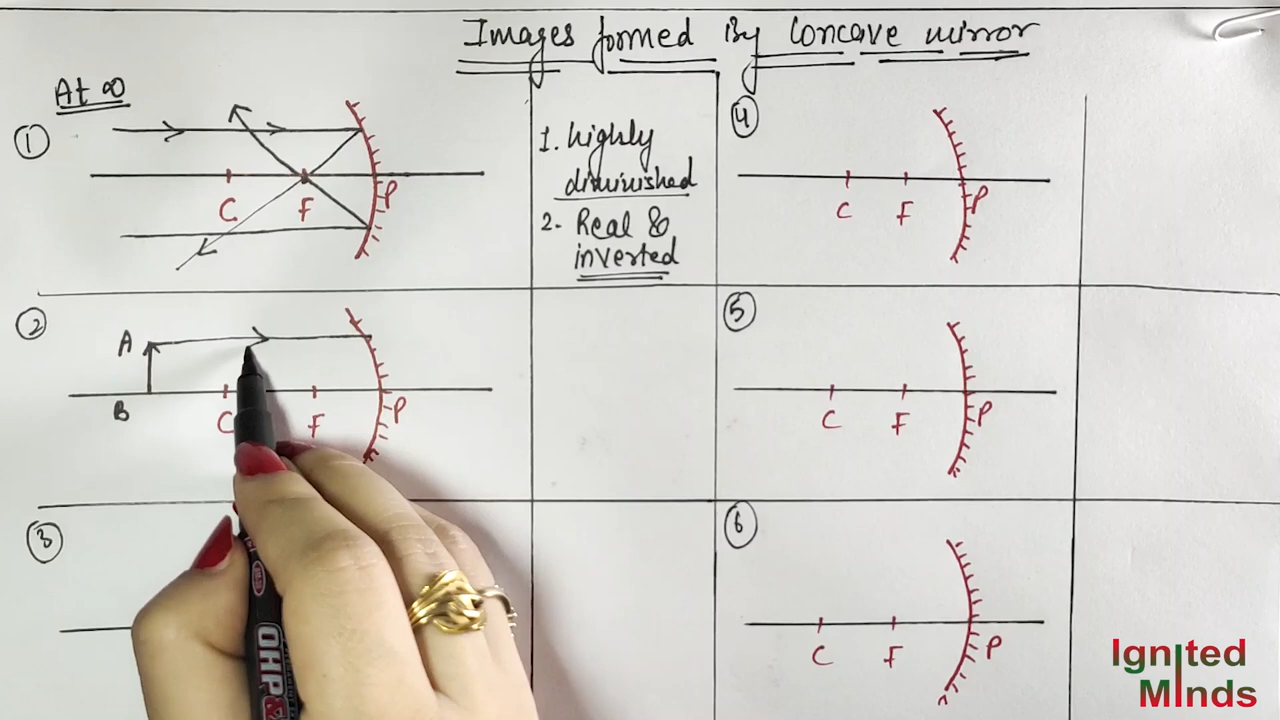 Images formed By Concave mirror
At ∞
1
C F P
1. highly
diminished
2. Real &
inverted
2
A
B
C F P
3
4
C F P
5
C F P
6
C F P
OHP
Ignited
Minds